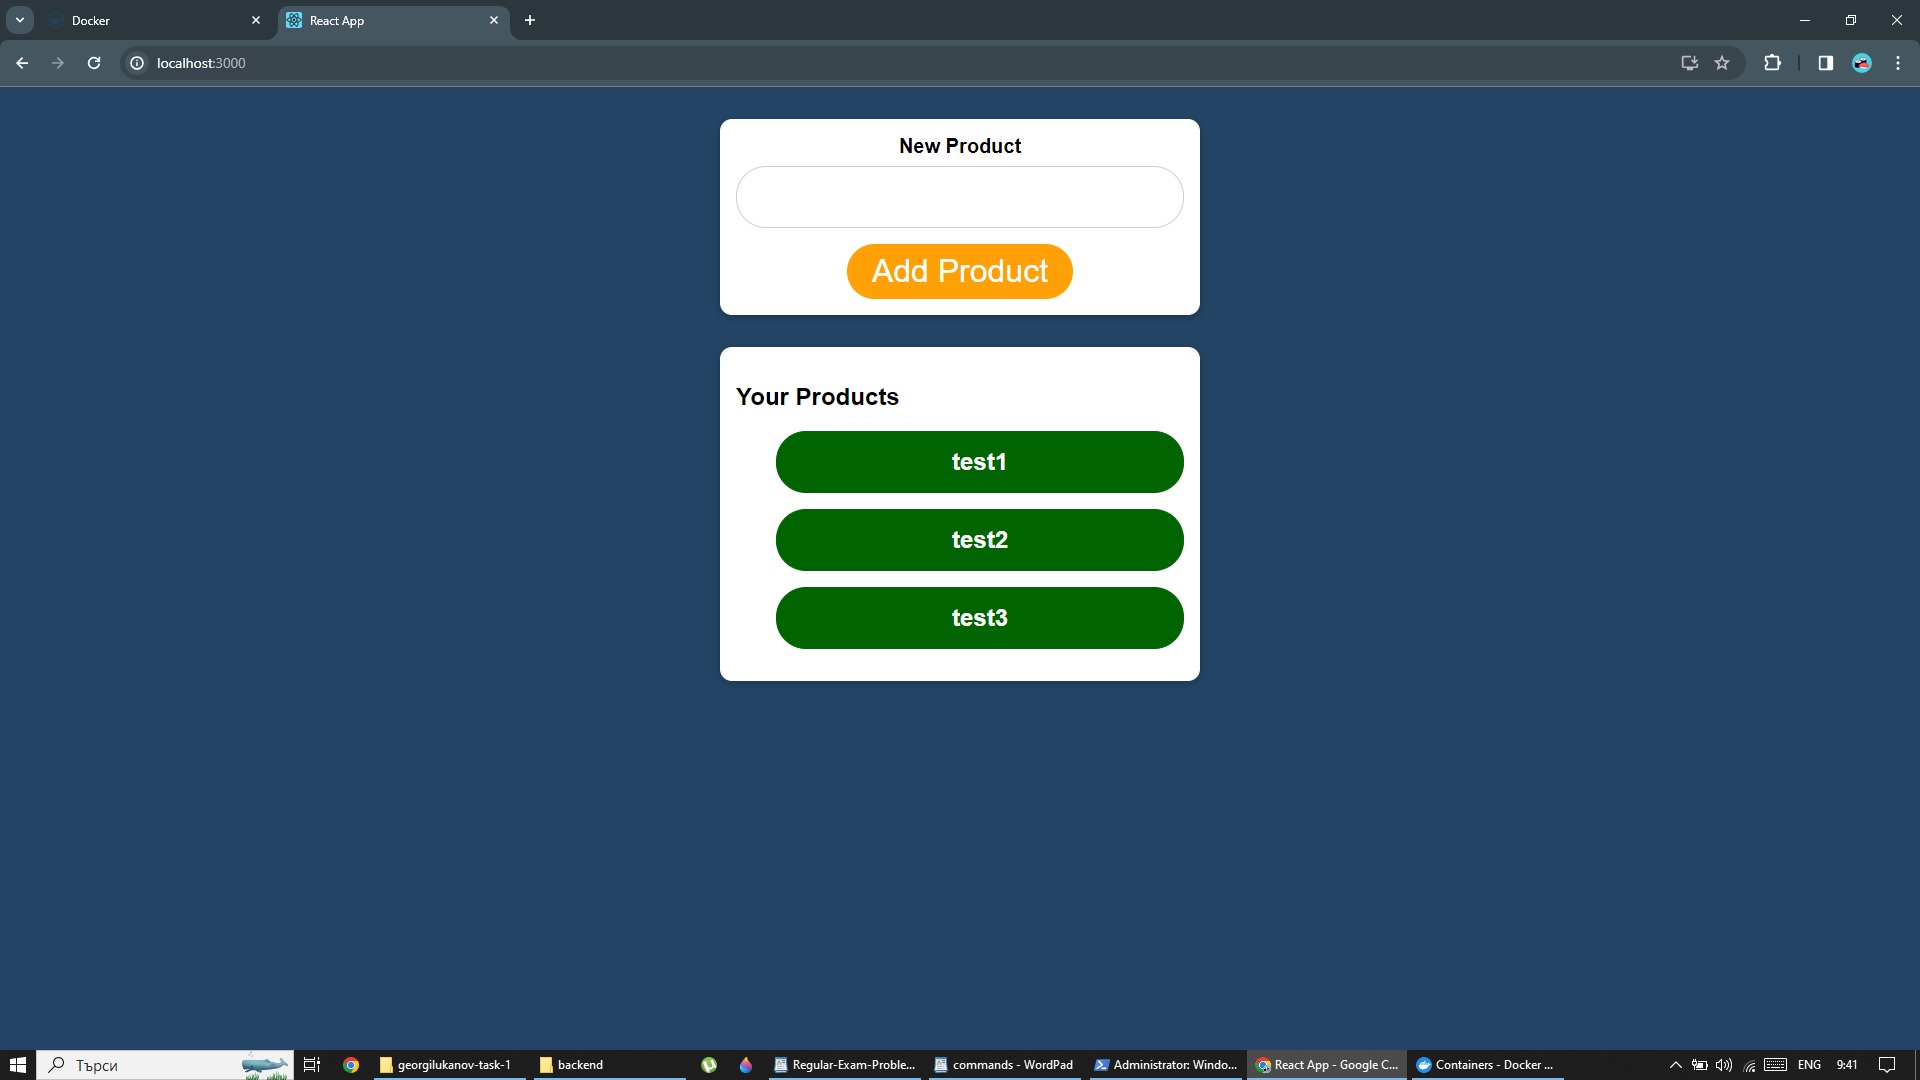 Docker
React App
localhost:3000
New Product
Add Product
Your Products
test1
test2
test3
Търси
georgilukanov-task-1
backend
Regular-Exam-Proble...
commands - WordPad
Administrator: Windo...
React App - Google C...
Containers - Docker ...
ENG
9:41